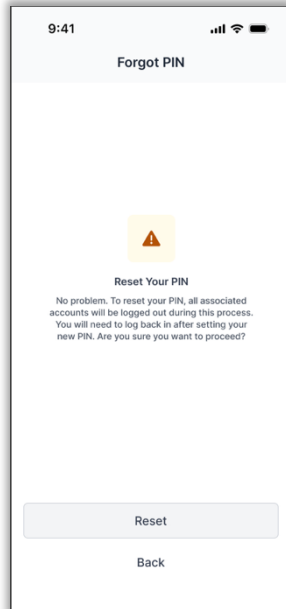 9:41
Forgot PIN
Reset Your PIN
No problem. To reset your PIN, all associated
accounts will be logged out during this process.
You will need to log back in after setting your
new PIN. Are you sure you want to proceed?
Reset
Back